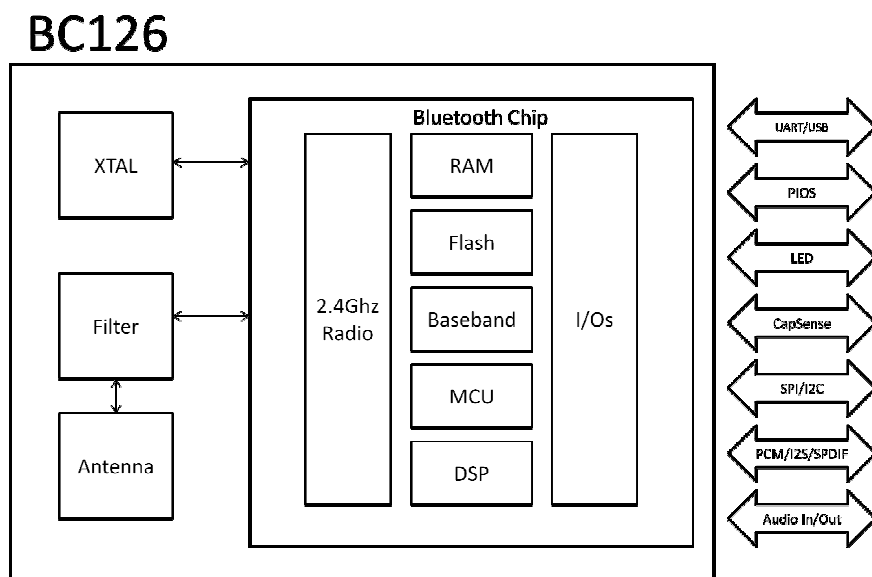 BC126
Bluetooth Chip
XTAL
Filter
Antenna
2.4Ghz
Radio
RAM
Flash
Baseband
MCU
DSP
I/Os
UART/USB
PIOS
LED
CapSense
SPI/I2C
PCM/I2S/SPDIF
Audio In/Out